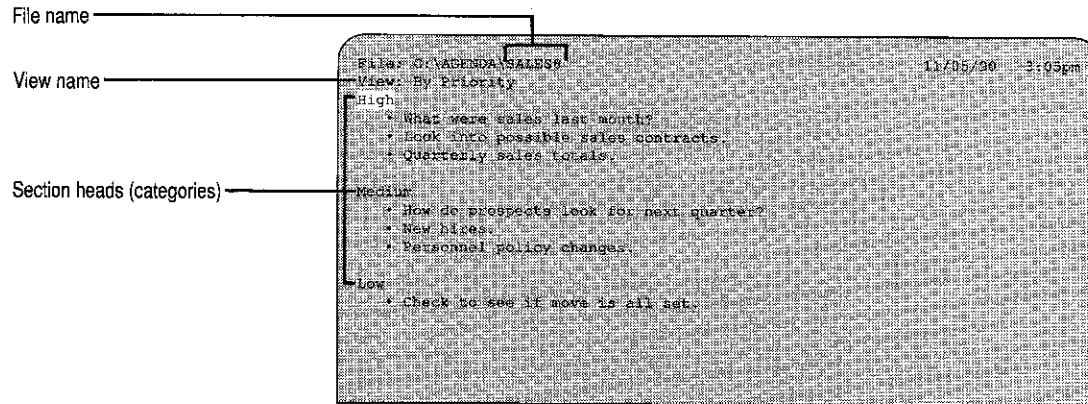 File name
File: C:\AGENDA\SALES# 11/05/90 3:05pm
View name
View: By Priority
High
• What were sales last month?
• Look into possible sales contracts.
• Quarterly sales totals.
Section heads (categories)
Medium
• How do prospects look for next quarter?
• New hires.
• Personnel policy changes.
Low
• Check to see if move is all set.